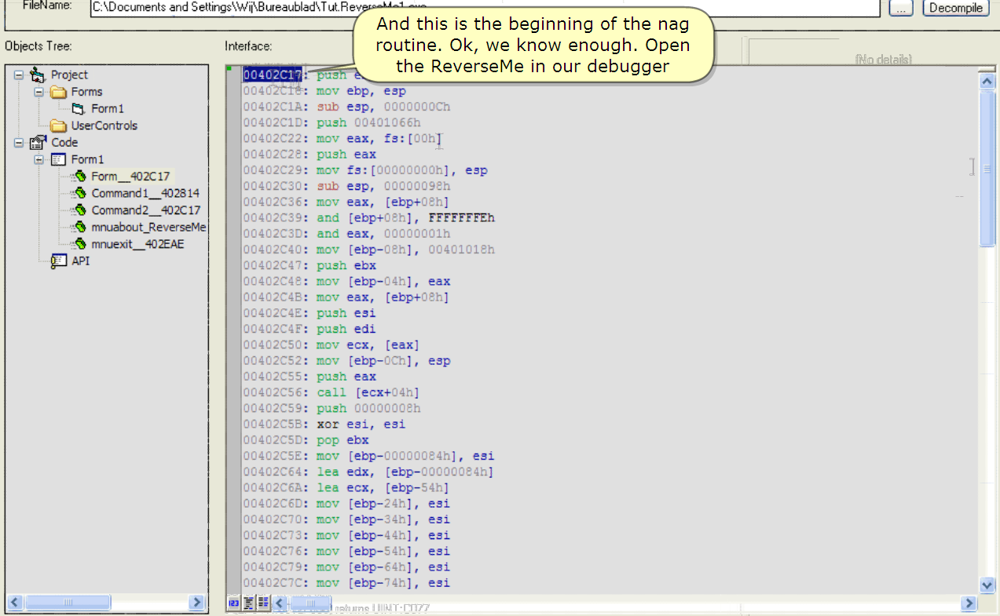 FileName:
C:\Documents and Settings\Wij\Bureaublad\Tut.ReverseMe1.exe
...
Decompile
And this is the beginning of the nag
routine. Ok, we know enough. Open
the ReverseMe in our debugger
Objects Tree:
Interface:
(No details)
Project
Forms
Form1
UserControls
Code
Form1
Form__402C17
Command1__402814
Command2__402C17
mnuabout_ReverseMe
mnuexit__402EAE
API
00402C17: push
00402C18: mov ebp, esp
00402C1A: sub esp, 0000000Ch
00402C1D: push 00401066h
00402C22: mov eax, fs:[00h]
00402C28: push eax
00402C29: mov fs:[00000000h], esp
00402C30: sub esp, 00000098h
00402C36: mov eax, [ebp+08h]
00402C39: and [ebp+08h], FFFFFFFEh
00402C3D: and eax, 00000001h
00402C40: mov [ebp-08h], 00401018h
00402C47: push ebx
00402C48: mov [ebp-04h], eax
00402C4B: mov eax, [ebp+08h]
00402C4E: push esi
00402C4F: push edi
00402C50: mov ecx, [eax]
00402C52: mov [ebp-0Ch], esp
00402C55: push eax
00402C56: call [ecx+04h]
00402C59: push 00000008h
00402C5B: xor esi, esi
00402C5D: pop ebx
00402C5E: mov [ebp-00000084h], esi
00402C64: lea edx, [ebp-00000084h]
00402C6A: lea ecx, [ebp-54h]
00402C6D: mov [ebp-24h], esi
00402C70: mov [ebp-34h], esi
00402C73: mov [ebp-44h], esi
00402C76: mov [ebp-54h], esi
00402C79: mov [ebp-64h], esi
00402C7C: mov [ebp-74h], esi
123
returns UINT:C077